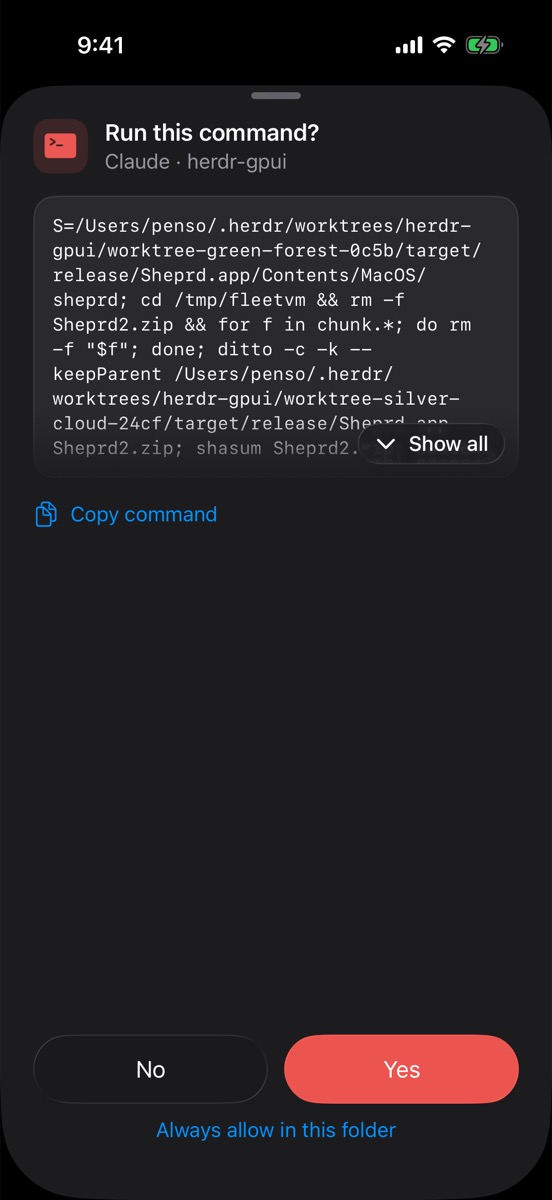 9:41
Run this command?
Claude · herdr-gpui
S=/Users/penso/.herdr/worktrees/herdr-
gpui/worktree-green-forest-0c5b/target/
release/Sheprd.app/Contents/MacOS/
sheprd; cd /tmp/fleetvm && rm -f
Sheprd2.zip && for f in chunk.*; do rm
-f "$f"; done; ditto -c -k --
keepParent /Users/penso/.herdr/
worktrees/herdr-gpui/worktree-silver-
cloud-24cf/target/release/Sheprd.app
Sheprd2.zip; shasum Sheprd2.
Show all
Copy command
No
Yes
Always allow in this folder